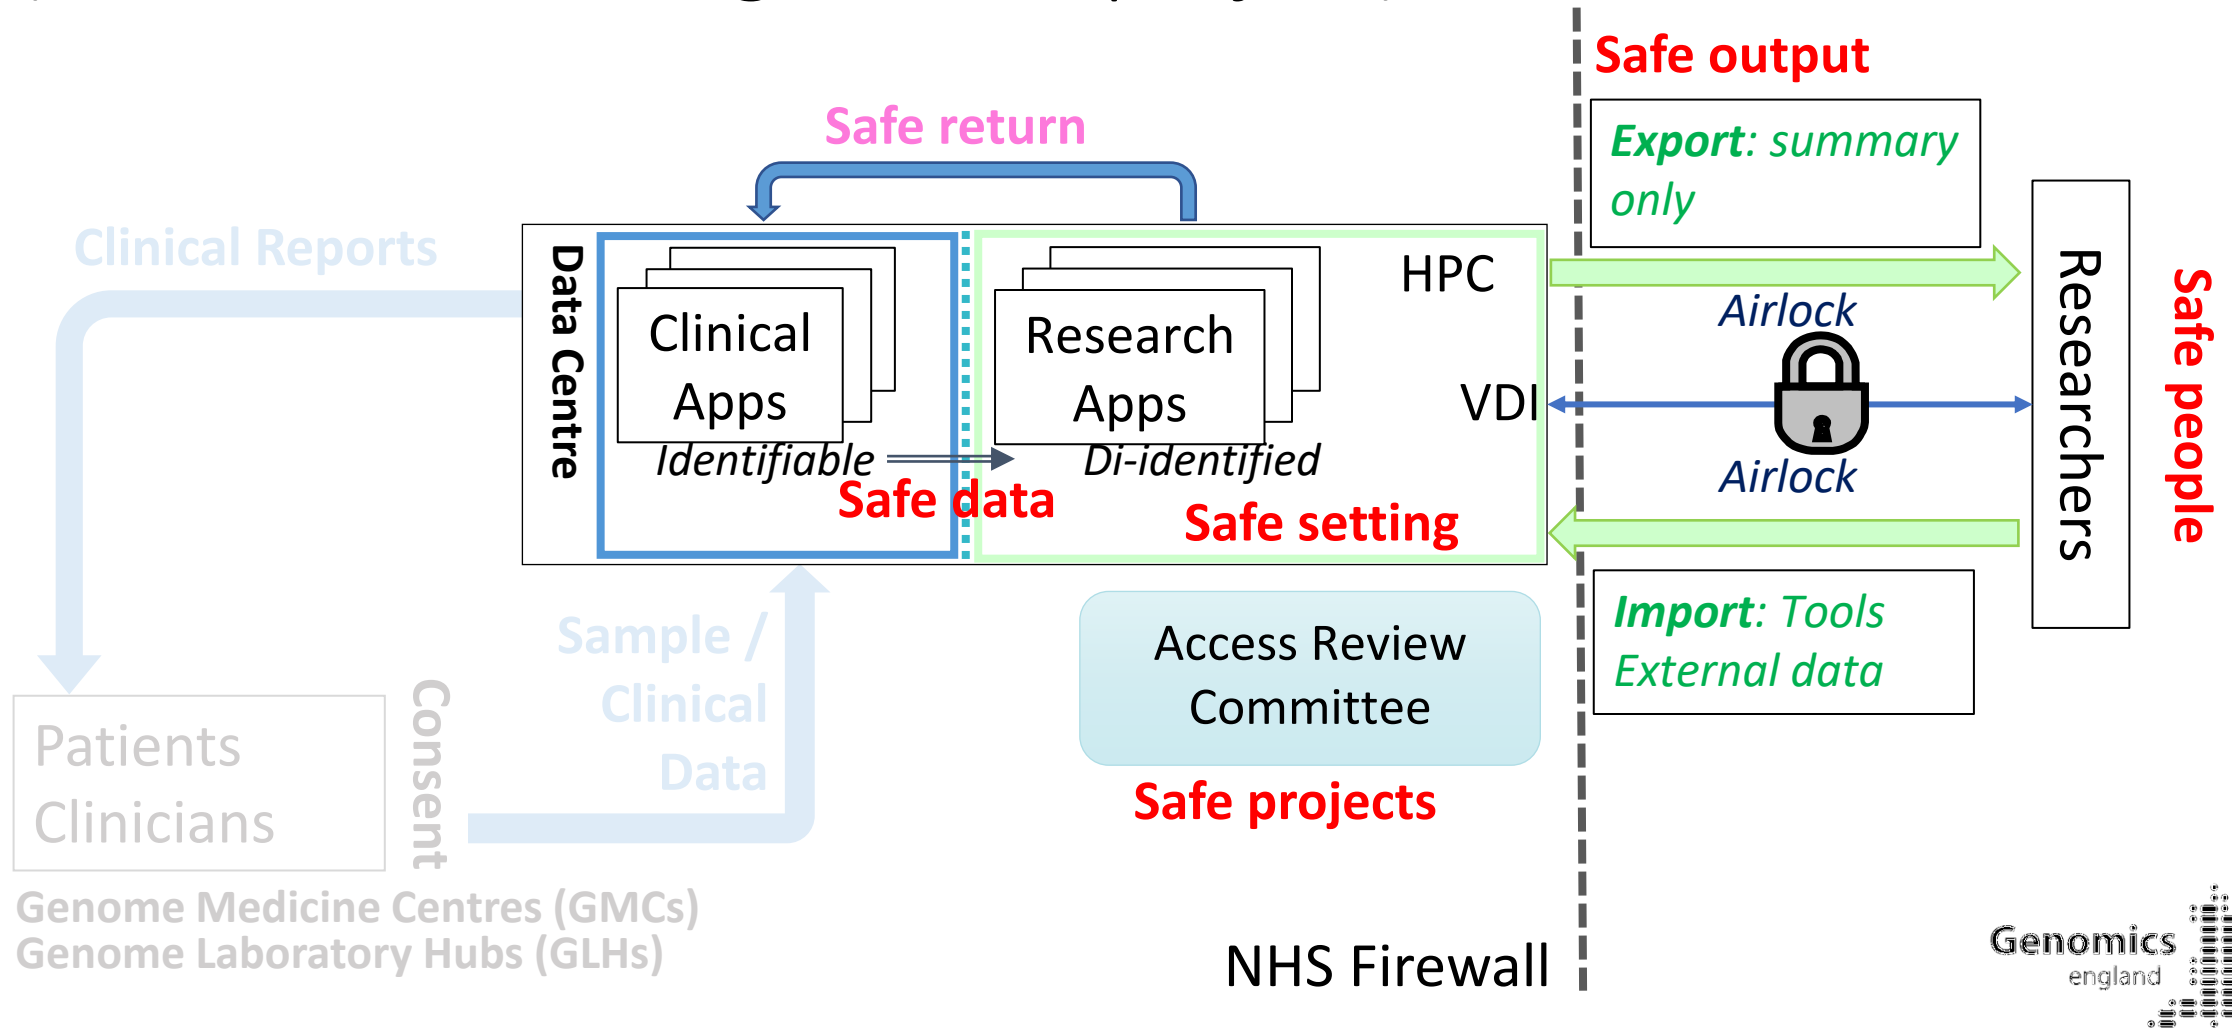 Safe output
Export: summary
only
Safe return
Clinical Reports
Data Centre
Clinical
Apps
Identifiable
Safe data
Research
Apps
Di-identified
HPC
VDI
Safe setting
Airlock
Airlock
Researchers
Safe people
Import: Tools
External data
Access Review
Committee
Safe projects
Sample /
Clinical
Data
Consent
Patients
Clinicians
Genome Medicine Centres (GMCs)
Genome Laboratory Hubs (GLHs)
NHS Firewall
Genomics
england